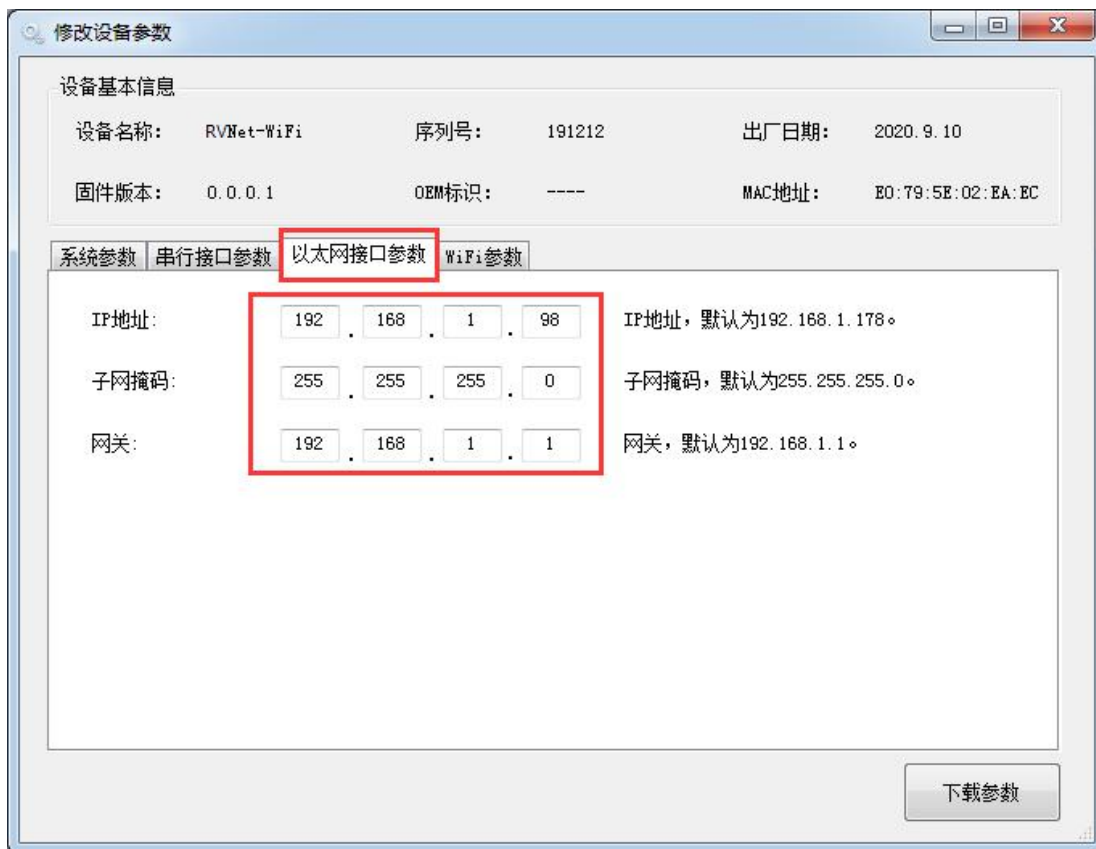 修改设备参数
设备基本信息
设备名称： RVNet-WiFi 序列号： 191212 出厂日期： 2020.9.10
固件版本： 0.0.0.1 OEM标识： ---- MAC地址： E0:79:5E:02:EA:EC
系统参数 串行接口参数 以太网接口参数 WiFi参数
IP地址: 192 . 168 . 1 . 98 IP地址，默认为192.168.1.178。
子网掩码: 255 . 255 . 255 . 0 子网掩码，默认为255.255.255.0。
网关: 192 . 168 . 1 . 1 网关，默认为192.168.1.1。
下载参数